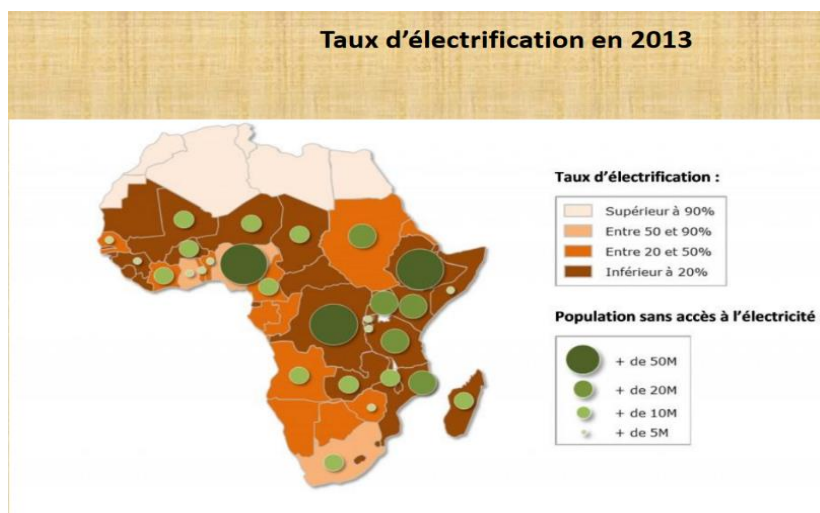 Taux d’électrification en 2013
Taux d’électrification :
Supérieur à 90%
Entre 50 et 90%
Entre 20 et 50%
Inférieur à 20%
Population sans accès à l’électricité
+ de 50M
+ de 20M
+ de 10M
+ de 5M